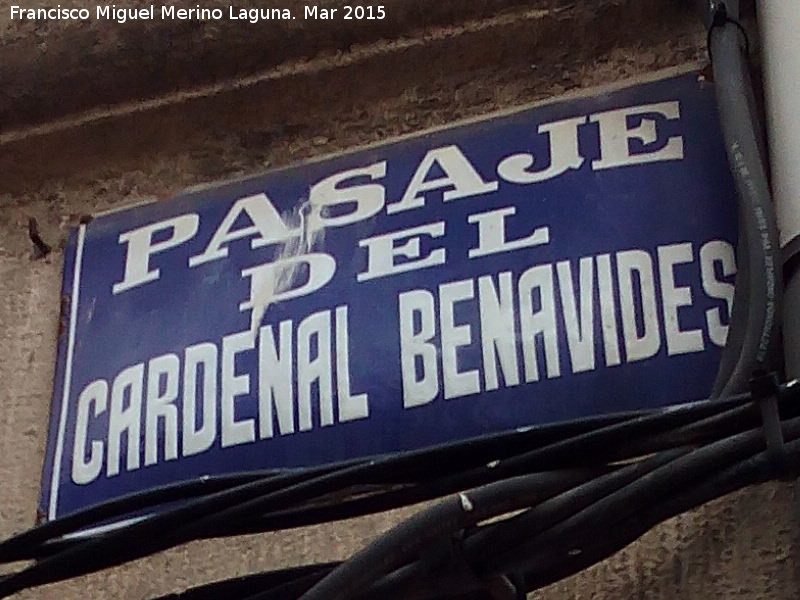 Francisco Miguel Merino Laguna. Mar 2015
PASAJE
DEL
CARDENAL BENAVIDES